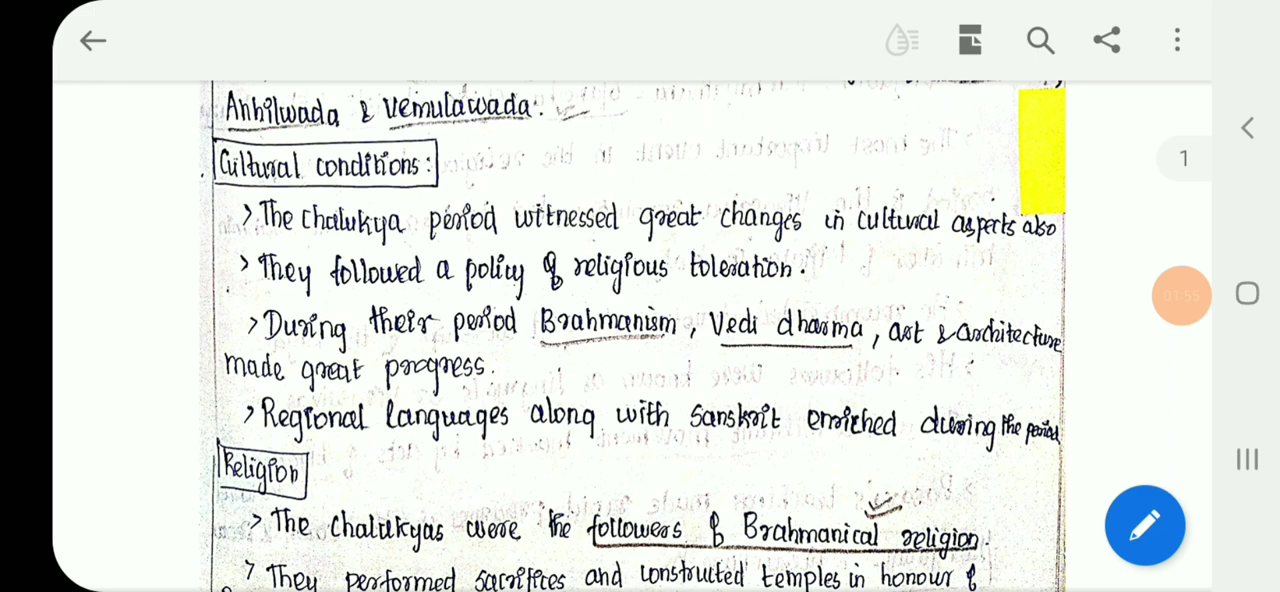 Anhilwada & Vemulawada.
Cultural conditions:
> The Chalukya period witnessed great changes in cultural aspects also
> They followed a policy of religious toleration.
> During their period Brahmanism, Vedi dharma, art & architecture
made great progress.
> Regional languages along with Sanskrit enriched during the period
Religion
> The Chalukyas were the followers of Brahmanical religion
> They performed sacrifices and constructed temples in honour of
1
01:55